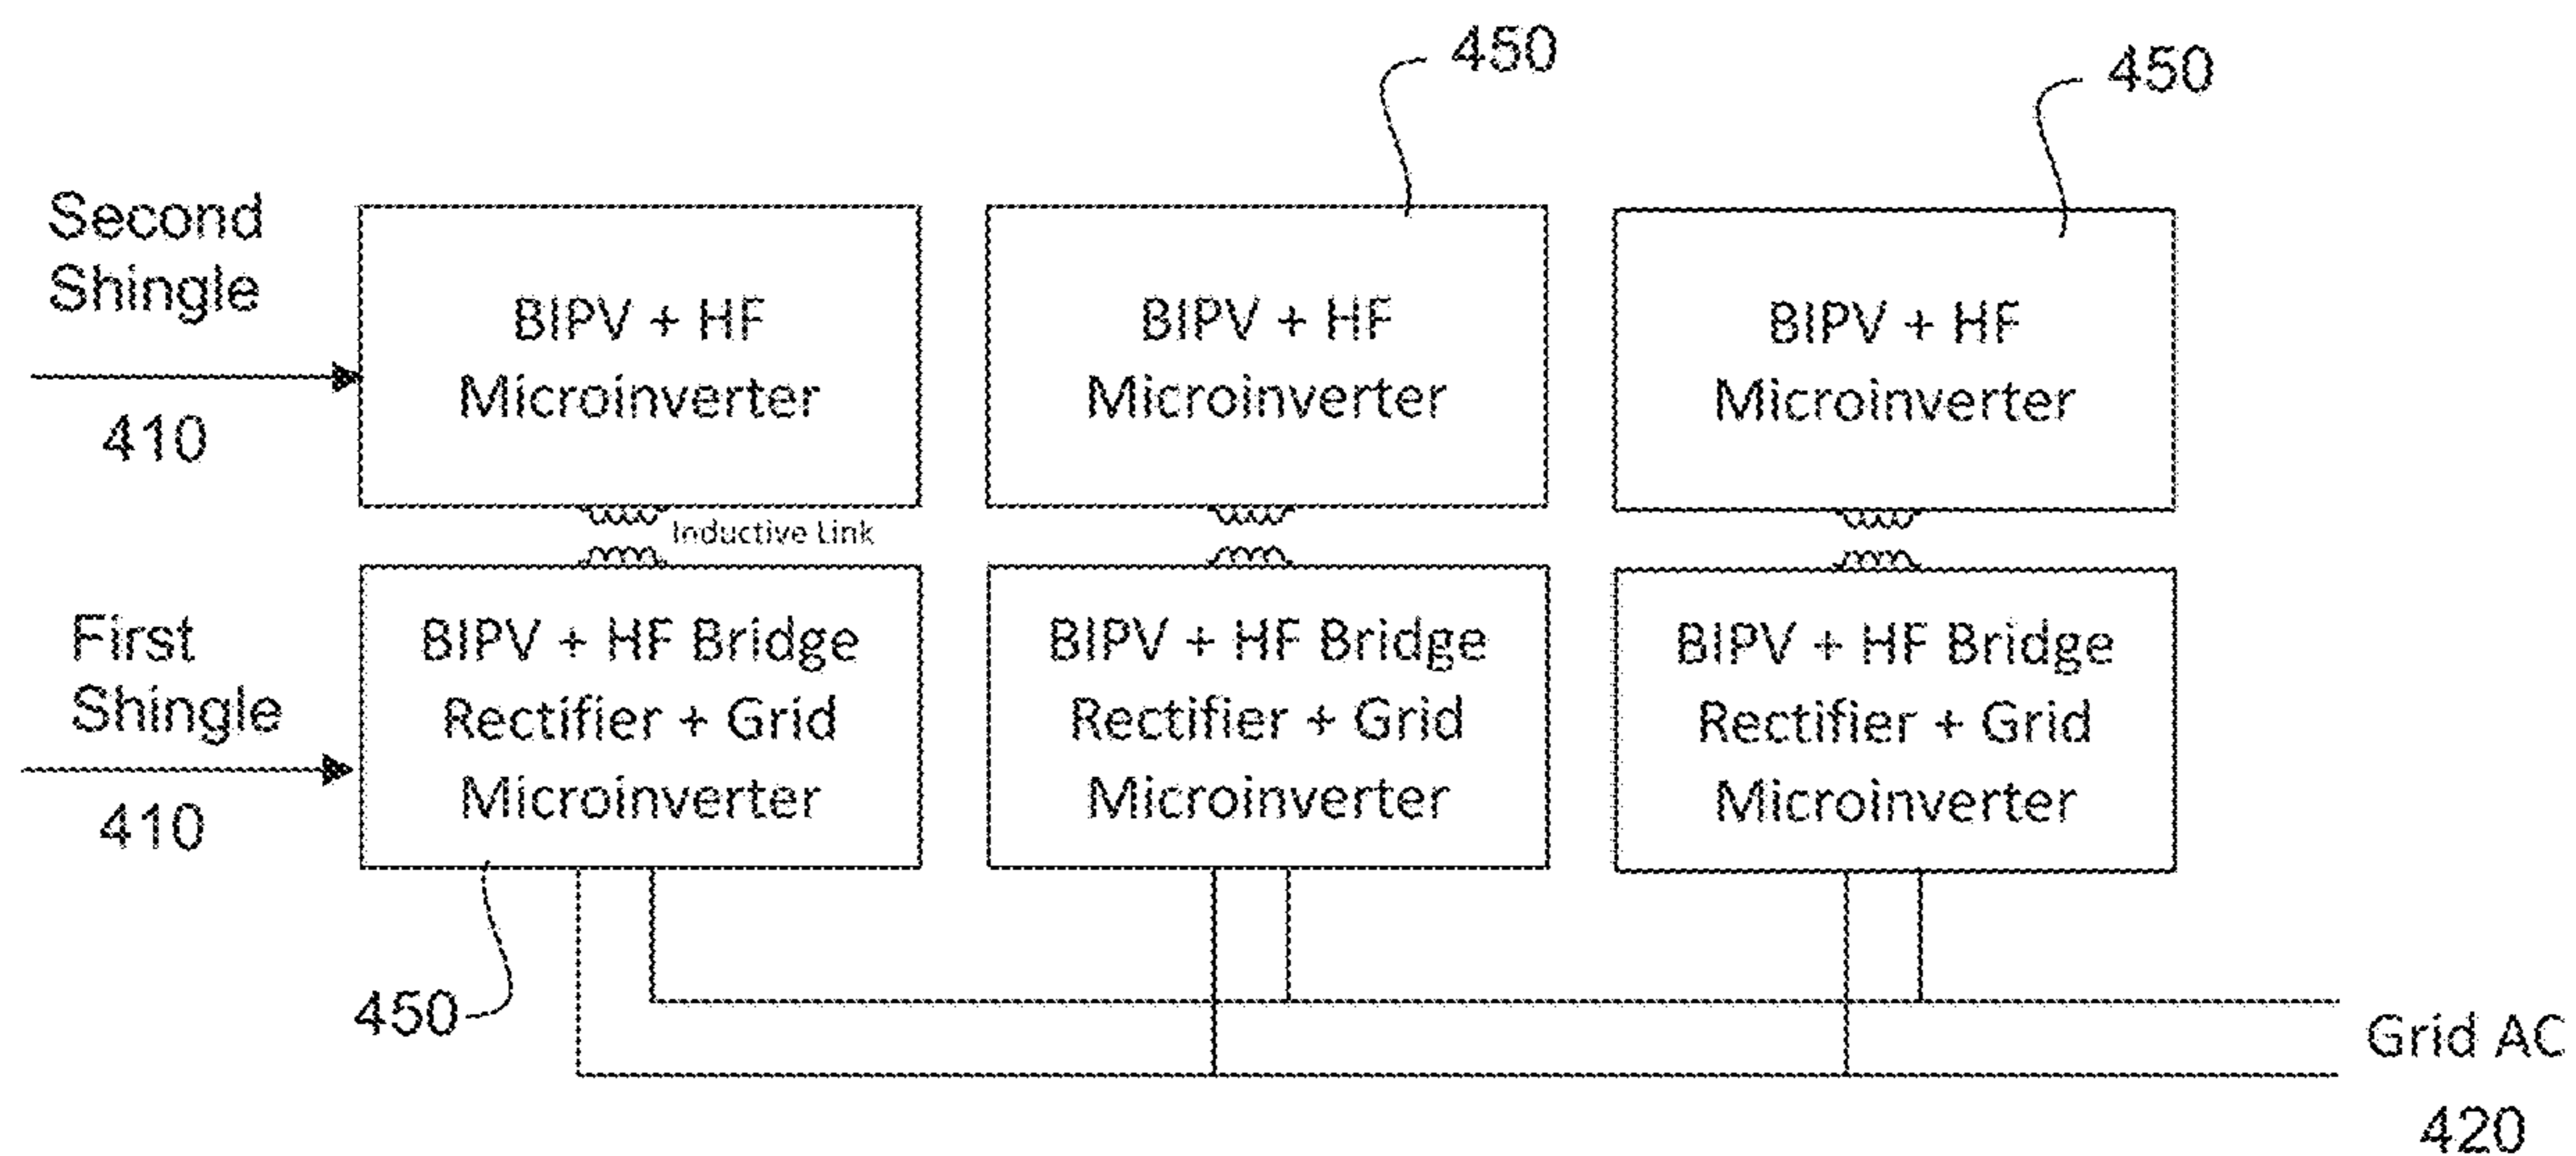 450
450
Second
Shingle
410
BIPV + HF
Microinverter
BIPV + HF
Microinverter
BIPV + HF
Microinverter
Inductive Link
First
Shingle
410
BIPV + HF Bridge
Rectifier + Grid
Microinverter
BIPV + HF Bridge
Rectifier + Grid
Microinverter
BIPV + HF Bridge
Rectifier + Grid
Microinverter
450
Grid AC
420